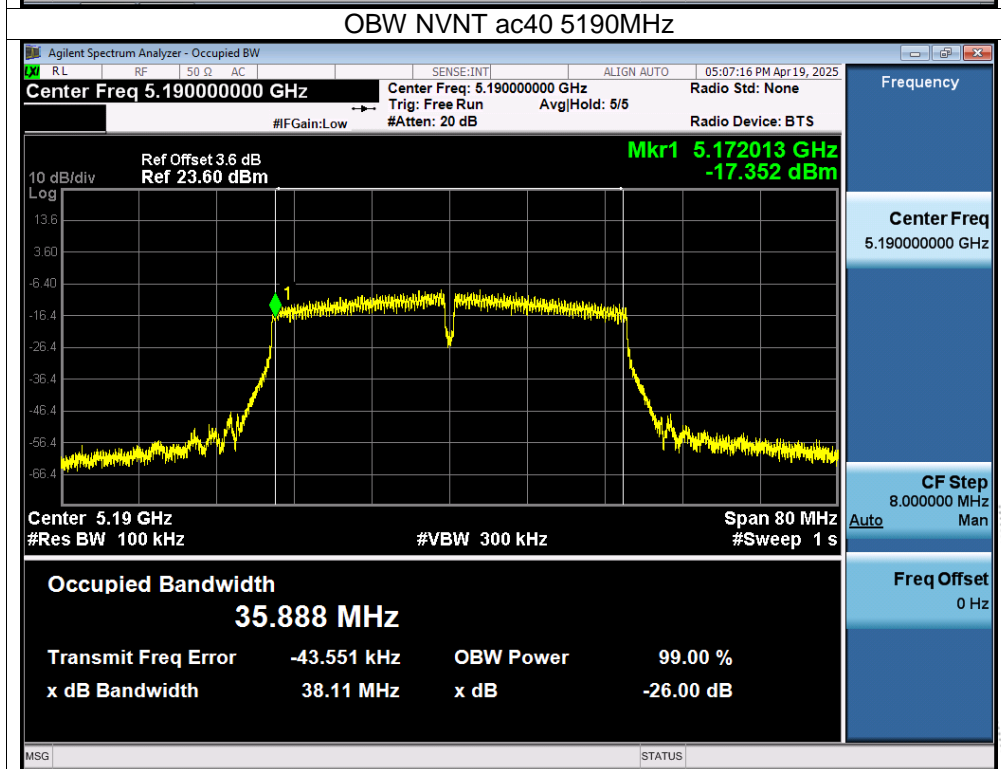 OBW NVNT ac40 5190MHz
Agilent Spectrum Analyzer - Occupied BW
LXI RL RF 50 Ω AC SENSE:INT ALIGN AUTO 05:07:16 PM Apr 19, 2025
Center Freq 5.190000000 GHz
Center Freq: 5.190000000 GHz
Radio Std: None
Trig: Free Run Avg|Hold: 5/5
#IFGain:Low #Atten: 20 dB Radio Device: BTS
Frequency
Mkr1 5.172013 GHz
-17.352 dBm
Ref Offset 3.6 dB
10 dB/div Ref 23.60 dBm
Log
13.6
3.60
-6.40
-16.4
-26.4
-36.4
-46.4
-56.4
-66.4
1
Center 5.19 GHz Span 80 MHz
#Res BW 100 kHz #VBW 300 kHz #Sweep 1 s
Occupied Bandwidth
35.888 MHz
Transmit Freq Error -43.551 kHz OBW Power 99.00 %
x dB Bandwidth 38.11 MHz x dB -26.00 dB
Center Freq
5.190000000 GHz
CF Step
8.000000 MHz
Auto Man
Freq Offset
0 Hz
MSG STATUS